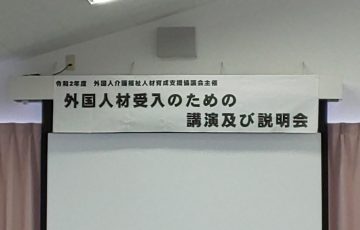 令和2年度　外国人介護福祉人材育成支援協議会主催
外国人材受入のための
講演及び説明会